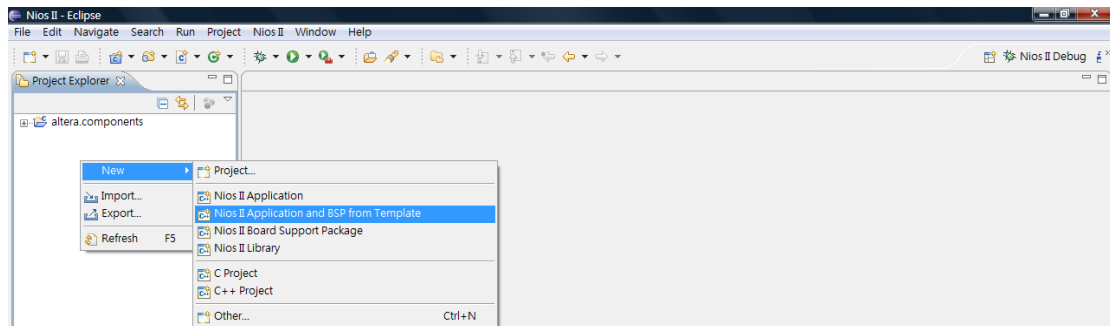 Nios II - Eclipse
File Edit Navigate Search Run Project Nios II Window Help
Nios II Debug
Project Explorer
altera.components
New
Import...
Export...
Refresh F5
Project...
Nios II Application
Nios II Application and BSP from Template
Nios II Board Support Package
Nios II Library
C Project
C++ Project
Other... Ctrl+N